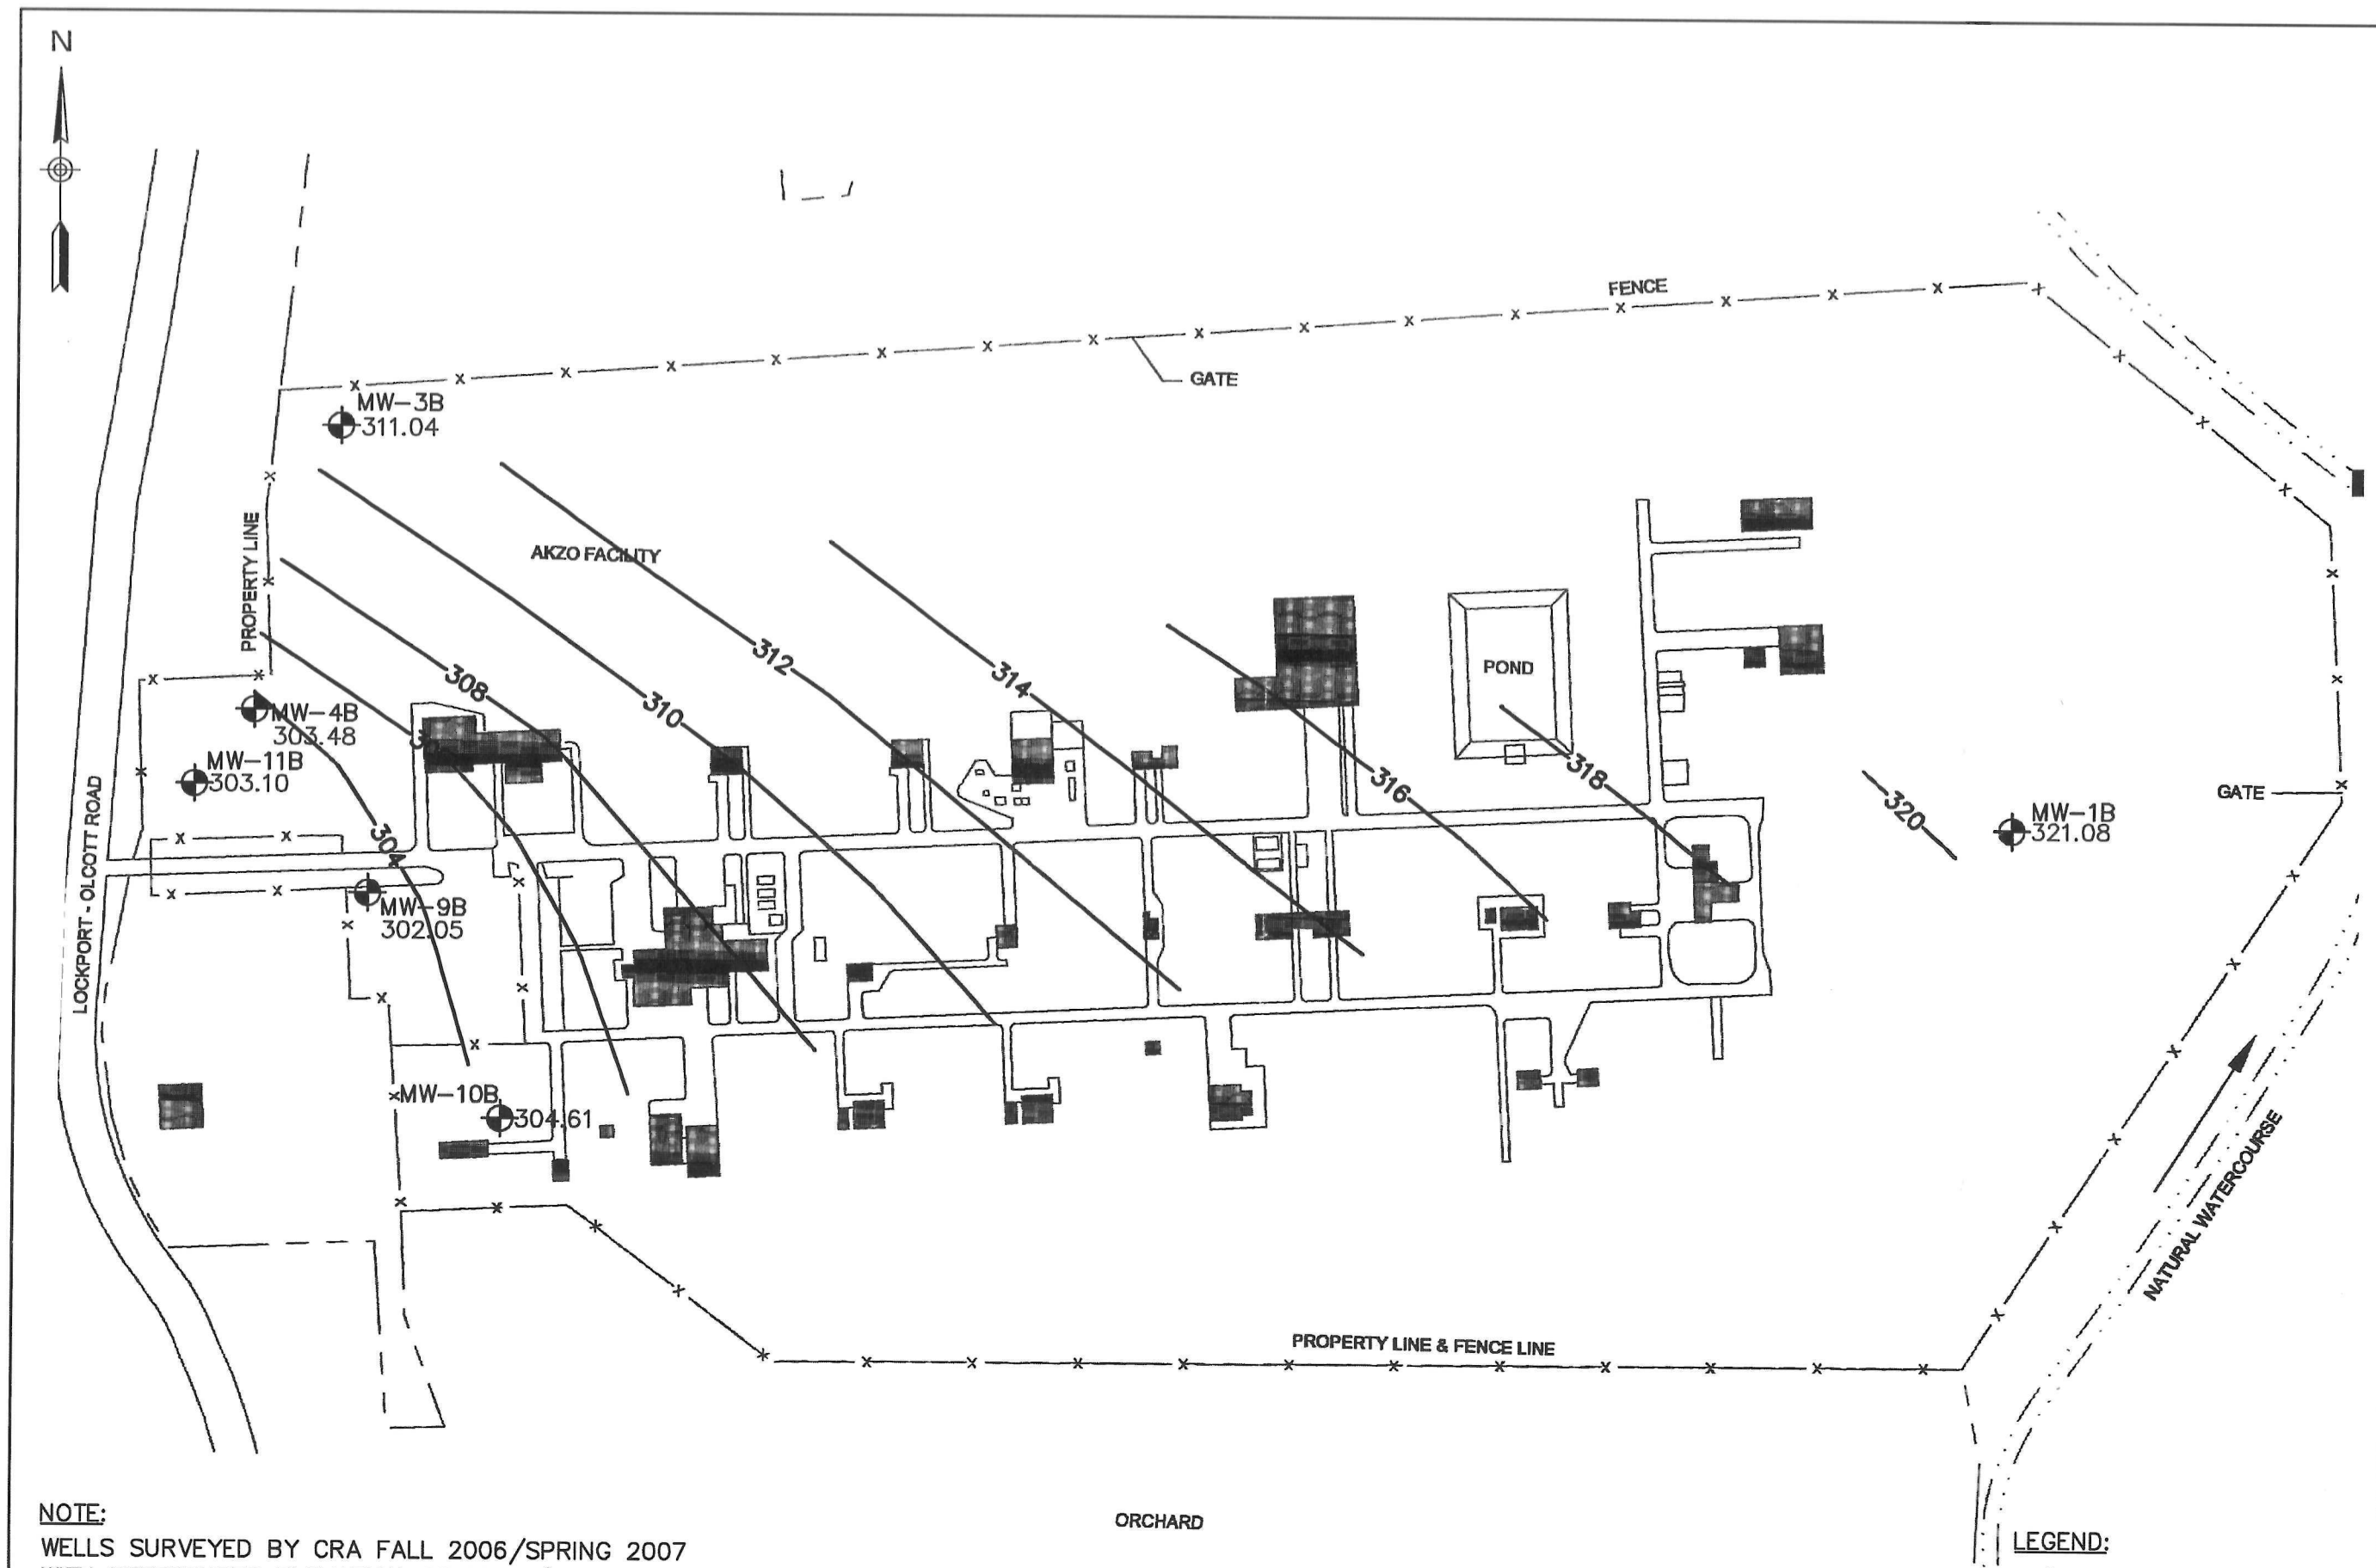 N
FENCE
GATE
MW-3B
311.04
PROPERTY LINE
AKZO FACILITY
312
314
308
310
POND
MW-4B
303.48
MW-11B
303.10
316
318
320
GATE
MW-1B
321.08
304
LOCKPORT - OLCOTT ROAD
MW-9B
302.05
MW-10B
304.61
NATURAL WATERCOURSE
PROPERTY LINE & FENCE LINE
NOTE:
ORCHARD
WELLS SURVEYED BY CRA FALL 2006/SPRING 2007
LEGEND: